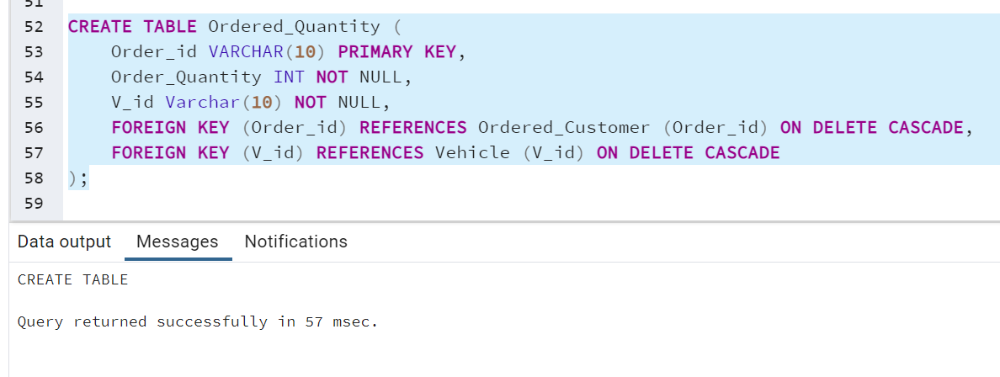 51
52 CREATE TABLE Ordered_Quantity (
53 Order_id VARCHAR(10) PRIMARY KEY,
54 Order_Quantity INT NOT NULL,
55 V_id Varchar(10) NOT NULL,
56 FOREIGN KEY (Order_id) REFERENCES Ordered_Customer (Order_id) ON DELETE CASCADE,
57 FOREIGN KEY (V_id) REFERENCES Vehicle (V_id) ON DELETE CASCADE
58 );
59
Data output Messages Notifications
CREATE TABLE
Query returned successfully in 57 msec.